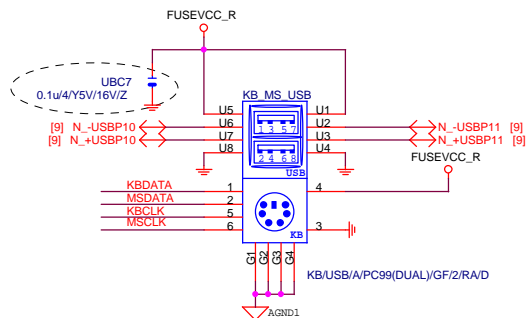 FUSEVCC_R
UBC7
0.1u/4/Y5V/16V/Z
KB_MS_USB
U5 U1
[9] N_-USBP10 U6 U2 N_-USBP11 [9]
[9] N_+USBP10 U7 U3 N_+USBP11 [9]
U8 U4
1 3 5 7
2 4 6 8
USB
FUSEVCC_R
KBDATA 1 4
MSDATA 2
KBCLK 5 3
MSCLK 6
KB
G1 G2 G3 G4
KB/USB/A/PC99(DUAL)/GF/2/RA/D
AGND1